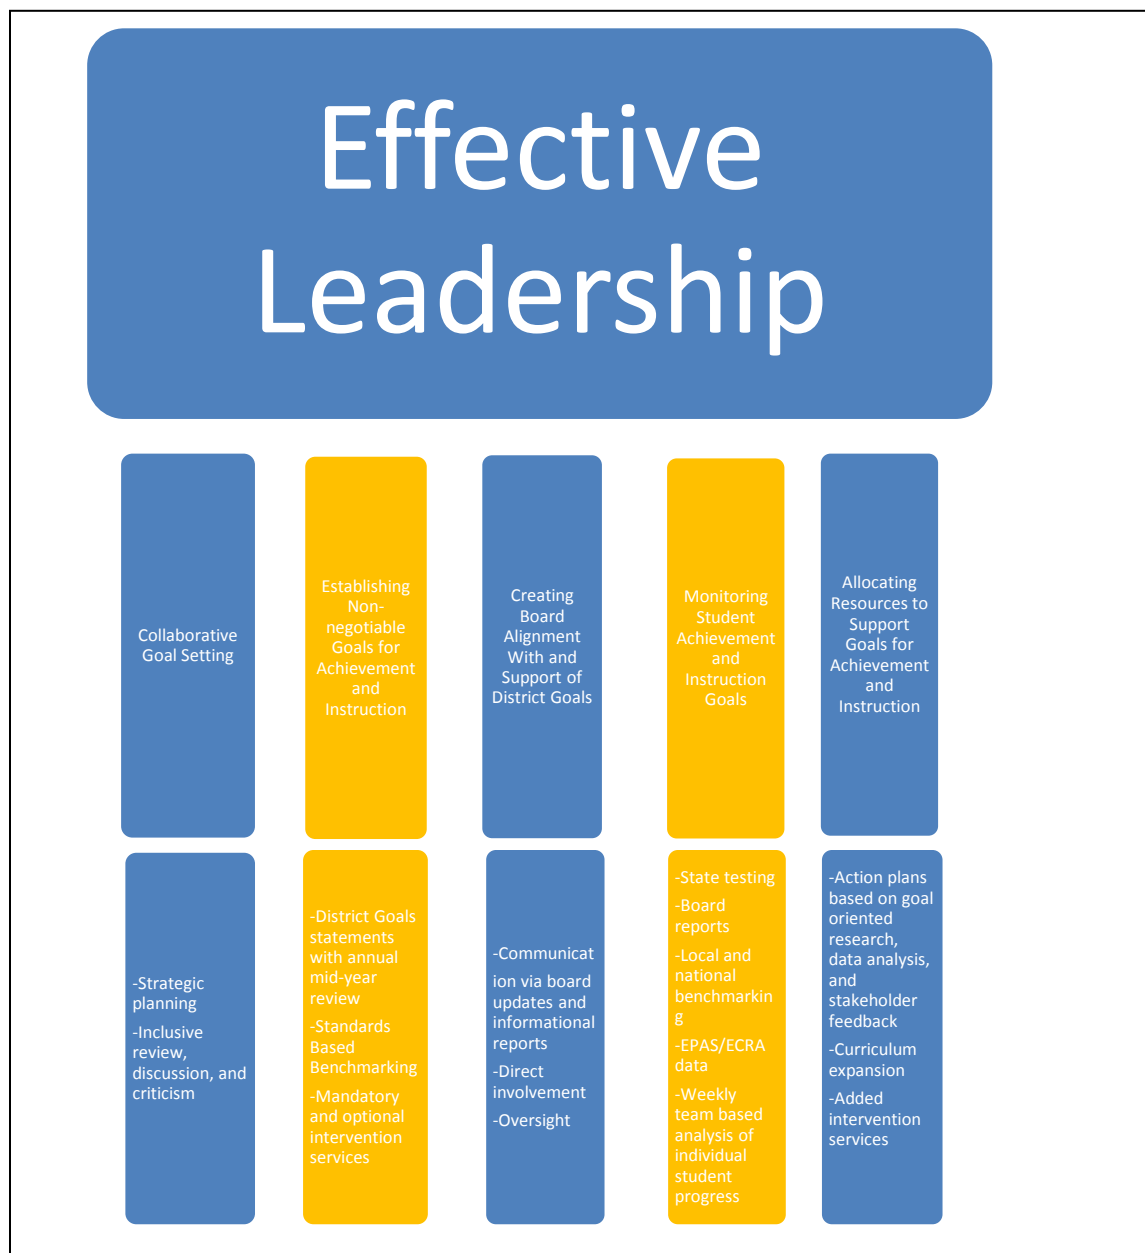 Effective
Leadership
Collaborative
Goal Setting
Establishing
Non-
negotiable
Goals for
Achievement
and
Instruction
Creating
Board
Alignment
With and
Support of
District Goals
Monitoring
Student
Achievement
and
Instruction
Goals
Allocating
Resources to
Support
Goals for
Achievement
and
Instruction
-Strategic
planning
-Inclusive
review,
discussion, and
criticism
-District Goals
statements
with annual
mid-year
review
-Standards
Based
Benchmarking
-Mandatory
and optional
intervention
services
-Communicat
ion via board
updates and
informational
reports
-Direct
involvement
-Oversight
-State testing
-Board
reports
-Local and
national
benchmarkin
g
-EPAS/ECRA
data
-Weekly
team based
analysis of
individual
student
progress
-Action plans
based on goal
oriented
research,
data analysis,
and
stakeholder
feedback
-Curriculum
expansion
-Added
intervention
services